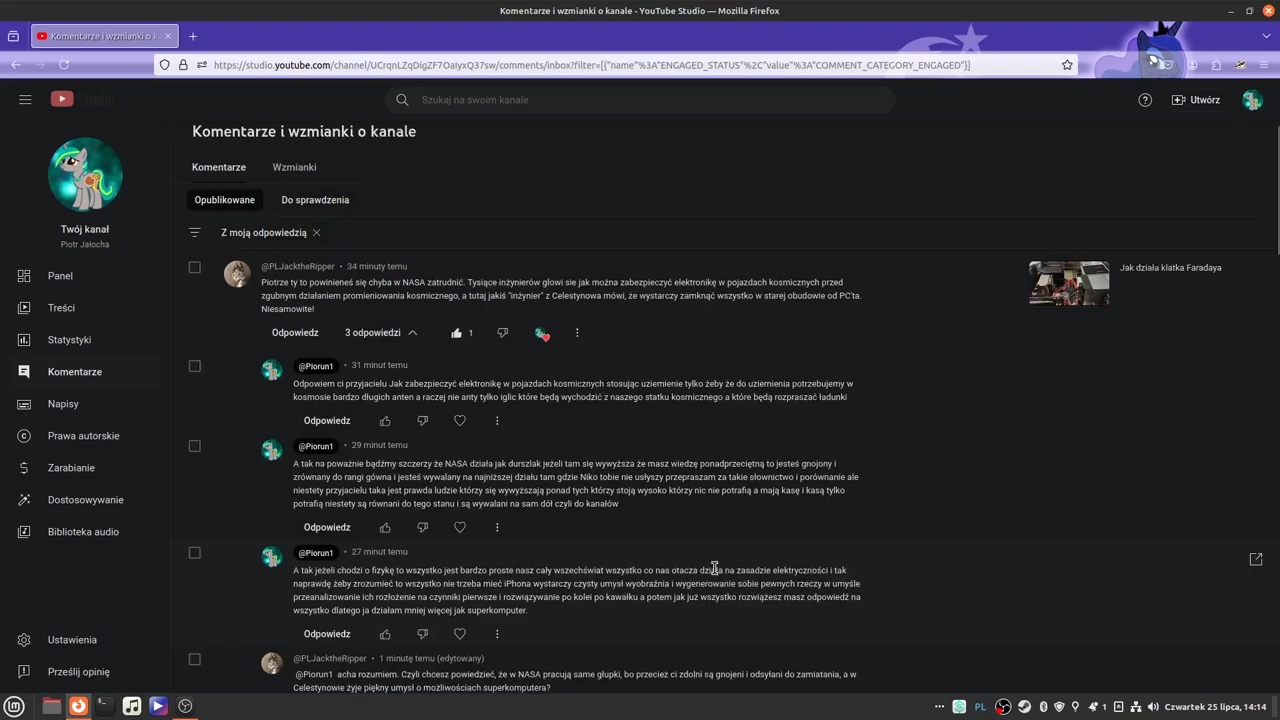 Komentarze i wzmianki o kanale - YouTube Studio — Mozilla Firefox
Komentarze i wzmianki o k
https://studio.youtube.com/channel/UCrqnLZqDigZF7OaIyxQ37sw/comments/inbox?filter=[{"name"%3A"ENGAGED_STATUS"%2C"value"%3A"COMMENT_CATEGORY_ENGAGED"}]
Studio
Szukaj na swoim kanale
Utwórz
Twój kanał
Piotr Jałocha
Panel
Treści
Statystyki
Komentarze
Napisy
Prawa autorskie
Zarabianie
Dostosowywanie
Biblioteka audio
Ustawienia
Prześlij opinię
Komentarze i wzmianki o kanale
Komentarze
Wzmianki
Opublikowane
Do sprawdzenia
Z moją odpowiedzią
@PLJacktheRipper • 34 minuty temu
Piotrze ty to powinieneś się chyba w NASA zatrudnić. Tysiące inżynierów głowi sie jak można zabezpieczyć elektronikę w pojazdach kosmicznych przed
zgubnym działaniem promieniowania kosmicznego, a tutaj jakiś "inżynier" z Celestynowa mówi, że wystarczy zamknąć wszystko w starej obudowie od PC'ta.
Niesamowite!
Odpowiedz
3 odpowiedzi
1
Jak działa klatka Faradaya
@Piorun1 • 31 minut temu
Odpowiem ci przyjacielu Jak zabezpieczyć elektronikę w pojazdach kosmicznych stosując uziemienie tylko żeby że do uziemienia potrzebujemy w
kosmosie bardzo długich anten a raczej nie anty tylko iglic które będą wychodzić z naszego statku kosmicznego a które będą rozpraszać ładunki
Odpowiedz
@Piorun1 • 29 minut temu
A tak na poważnie bądźmy szczerzy że NASA działa jak durszlak jeżeli tam się wywyższa że masz wiedzę ponadprzeciętną to jesteś gnojony i
zrównany do rangi gówna i jesteś wywalany na najniższej działu tam gdzie Niko tobie nie usłyszy przepraszam za takie słownictwo i porównanie ale
niestety przyjacielu taka jest prawda ludzie którzy się wywyższają ponad tych którzy stoją wysoko którzy nic nie potrafią a mają kasę i kasą tylko
potrafią niestety są równani do tego stanu i są wywalani na sam dół czyli do kanałów
Odpowiedz
@Piorun1 • 27 minut temu
A tak jeżeli chodzi o fizykę to wszystko jest bardzo proste nasz cały wszechświat wszystko co nas otacza działa na zasadzie elektryczności i tak
naprawdę żeby zrozumieć to wszystko nie trzeba mieć iPhona wystarczy czysty umysł wyobraźnia i wygenerowanie sobie pewnych rzeczy w umyśle
przeanalizowanie ich rozłożenie na czynniki pierwsze i rozwiązywanie po kolei po kawałku a potem jak już wszystko rozwiążesz masz odpowiedź na
wszystko dlatego ja działam mniej więcej jak superkomputer.
Odpowiedz
@PLJacktheRipper • 1 minutę temu (edytowany)
@Piorun1 acha rozumiem. Czyli chcesz powiedzieć, że w NASA pracują same głupki, bo przecież ci zdolni są gnojeni i odsyłani do zamiatania, a w
Celestynowie żyje piękny umysł o możliwościach superkomputera?
PL
1
Czwartek 25 lipca, 14:14